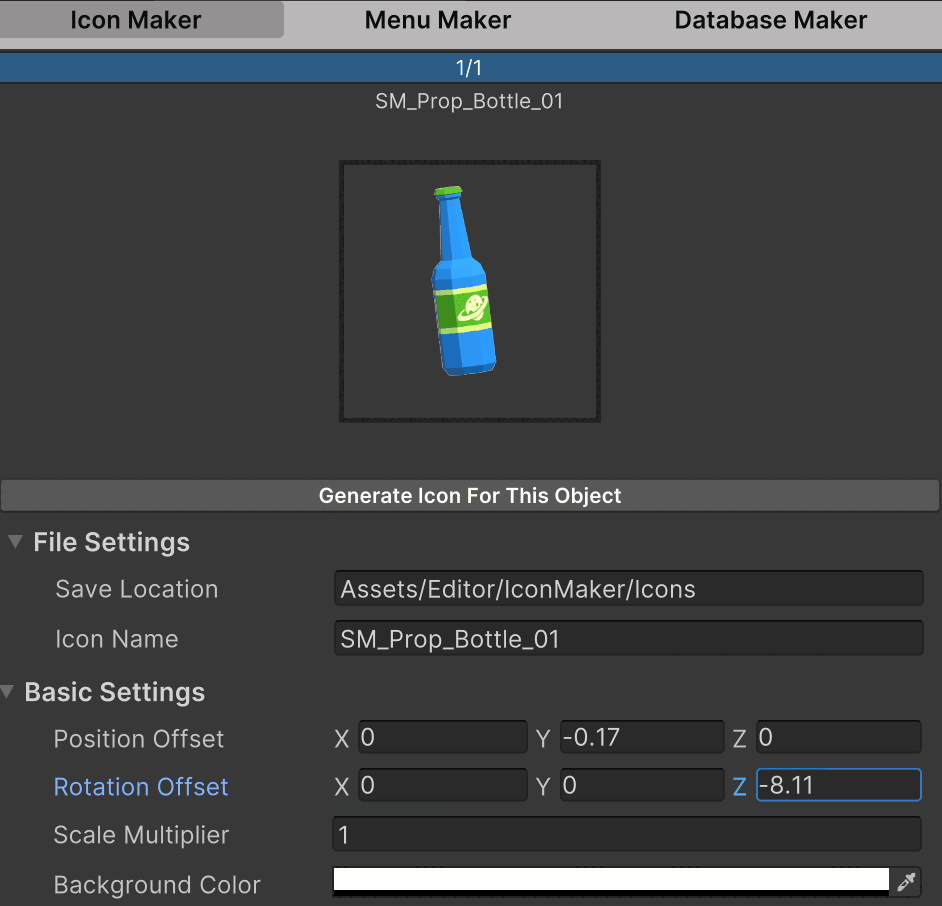 Icon Maker Menu Maker Database Maker
1/1
SM_Prop_Bottle_01
Generate Icon For This Object
File Settings
Save Location Assets/Editor/IconMaker/Icons
Icon Name SM_Prop_Bottle_01
Basic Settings
Position Offset X 0 Y -0.17 Z 0
Rotation Offset X 0 Y 0 Z -8.11
Scale Multiplier 1
Background Color